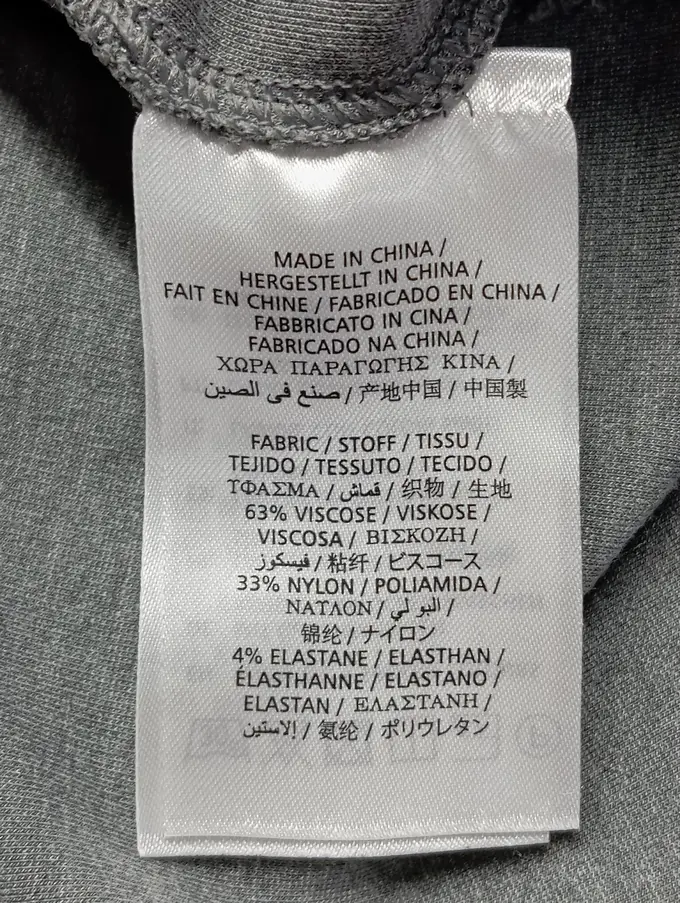 MADE IN CHINA /
HERGESTELLT IN CHINA /
FAIT EN CHINE / FABRICADO EN CHINA /
FABBRICATO IN CINA /
FABRICADO NA CHINA /
ΧΩΡΑ ΠΑΡΑΓΩΓΗΣ ΚΙΝΑ /
صنع في الصين / 产地中国 / 中国製
FABRIC / STOFF / TISSU /
TEJIDO / TESSUTO / TECIDO /
ΥΦΑΣΜΑ / قماش / 织物 / 生地
63% VISCOSE / VISKOSE /
VISCOSA / ΒΙΣΚΟΖΗ /
فيسكوز / 粘纤 / ビスコース
33% NYLON / POLIAMIDA /
ΝΑΥΛΟΝ / البو لي /
锦纶 / ナイロン
4% ELASTANE / ELASTHAN /
ÉLASTHANNE / ELASTANO /
ELASTAN / ΕΛΑΣΤΑΝΗ /
إلاستين / 氨纶 / ポリウレタン